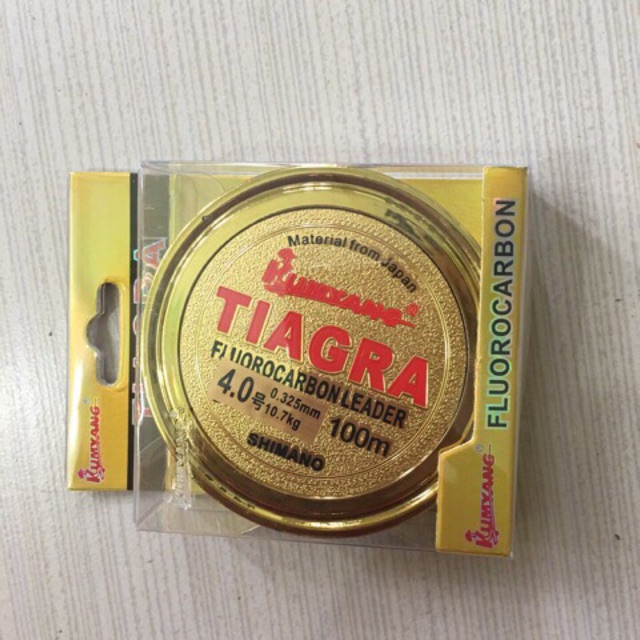 Material from Japan
KUMYANG ®
TIAGRA
FLUOROCARBON LEADER
4.0号 0.325mm
10.7kg
100m
SHIMANO
KUMYANG
FLUOROCARBON
KUMYANG ®